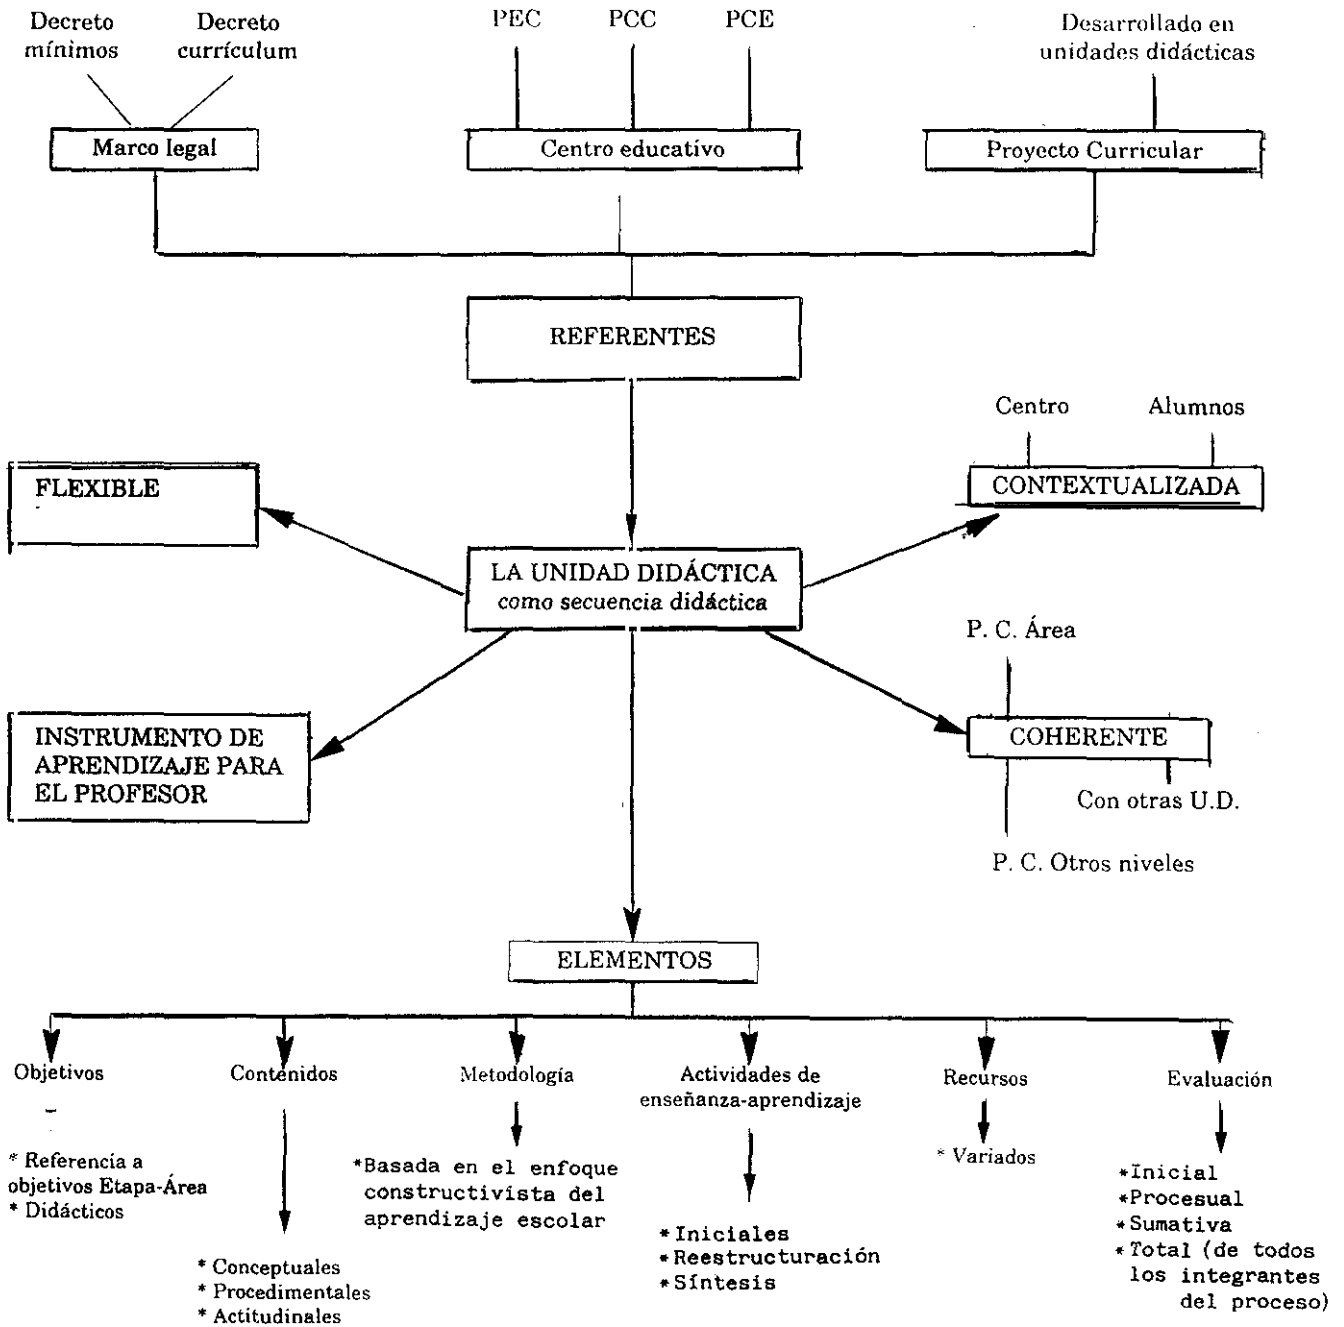 Decreto
mínimos
Decreto
currículum
PEC
PCC
PCE
Desarrollado en
unidades didácticas
Marco legal
Centro educativo
Proyecto Curricular
REFERENTES
Centro
Alumnos
FLEXIBLE
CONTEXTUALIZADA
LA UNIDAD DIDÁCTICA
como secuencia didáctica
P. C. Área
INSTRUMENTO DE
APRENDIZAJE PARA
EL PROFESOR
COHERENTE
Con otras U.D.
P. C. Otros niveles
ELEMENTOS
Objetivos
* Referencia a
objetivos Etapa-Área
* Didácticos
Contenidos
* Conceptuales
* Procedimentales
* Actitudinales
Metodología
*Basada en el enfoque
constructivista del
aprendizaje escolar
Actividades de
enseñanza-aprendizaje
*Iniciales
*Reestructuración
*Síntesis
Recursos
* Variados
Evaluación
*Inicial
*Procesual
*Sumativa
*Total (de todos
los integrantes
del proceso)